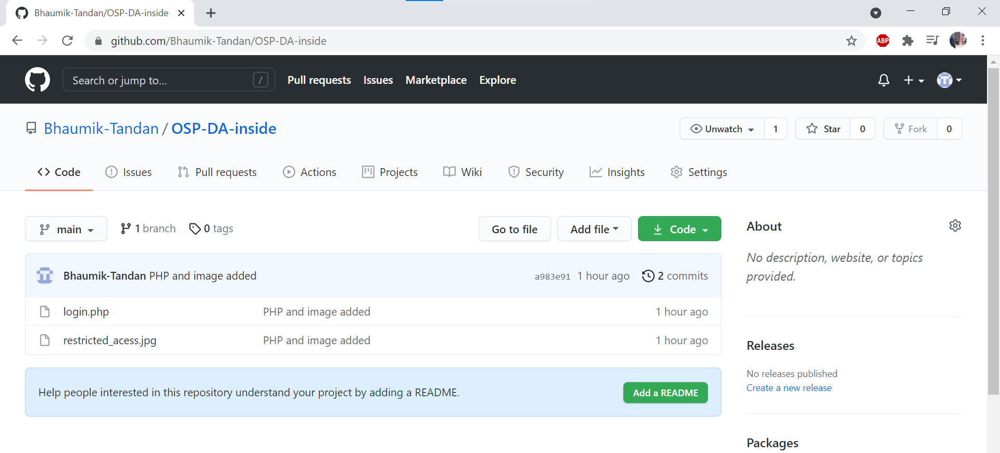 Bhaumik-Tandan/OSP-DA-inside
github.com/Bhaumik-Tandan/OSP-DA-inside
ABP
Search or jump to... /
Pull requests Issues Marketplace Explore
Bhaumik-Tandan / OSP-DA-inside
Unwatch 1 Star 0 Fork 0
Code Issues Pull requests Actions Projects Wiki Security Insights Settings
main 1 branch 0 tags Go to file Add file Code
Bhaumik-Tandan PHP and image added a983e91 1 hour ago 2 commits
login.php PHP and image added 1 hour ago
restricted_acess.jpg PHP and image added 1 hour ago
Help people interested in this repository understand your project by adding a README. Add a README
About
No description, website, or topics
provided.
Releases
No releases published
Create a new release
Packages